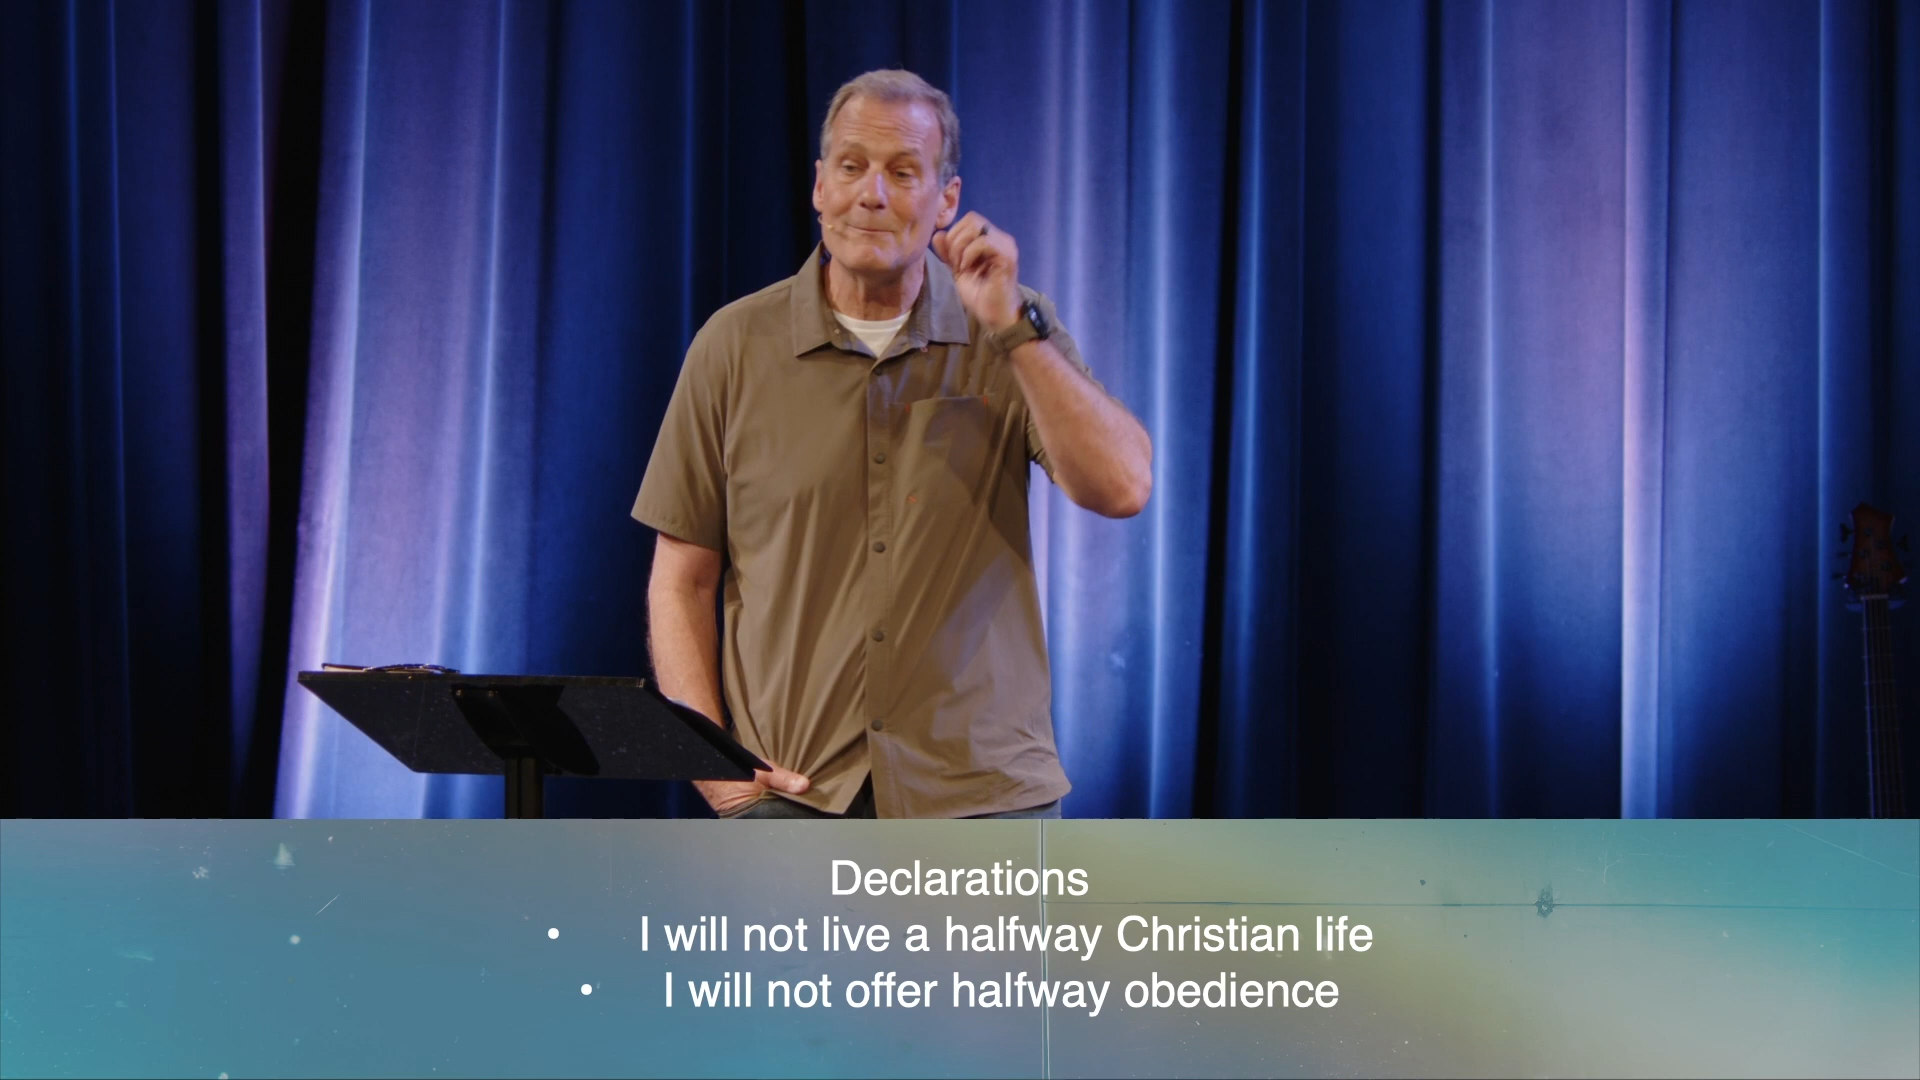 Declarations
• I will not live a halfway Christian life
• I will not offer halfway obedience